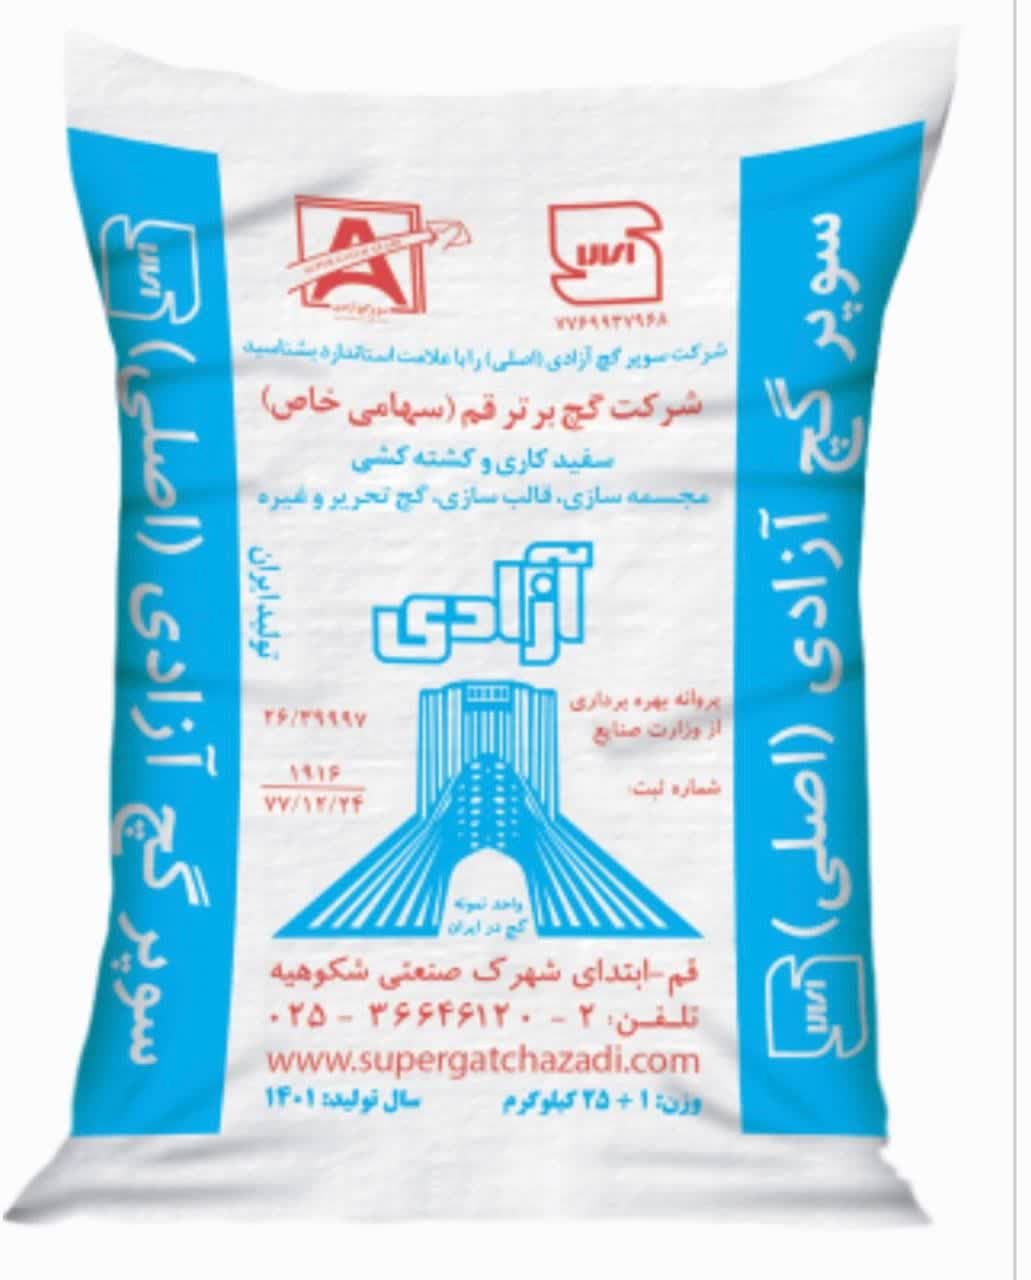 SUPER GATCH AZADI
۷۷۶۹۹۳۷۹۶۸
شرکت سوپر گچ آزادی (اصلی) را با علامت استاندارد بشناسید
شرکت گچ برتر قم (سهامی خاص)
سفید کاری و کشته کشی
مجسمه سازی، قالب سازی، گچ تحریر و غیره
تولید ایران
آزادی
پروانه بهره برداری
از وزارت صنایع
۲۶/۳۹۹۹۷
شماره ثبت:
۱۹۱۶
۷۷/۱۲/۲۴
واحد نمونه
گچ در ایران
قم-ابتدای شهرک صنعتی شکوهیه
تلفن: ۲ - ۳۶۶۴۶۱۲۰ - ۰۲۵
www.supergatchazadi.com
وزن: ۱ ÷ ۳۵ کیلوگرم
سال تولید: ۱۴۰۱
سوپر گچ آزادی (اصلی)
سوپر گچ آزادی (اصلی)